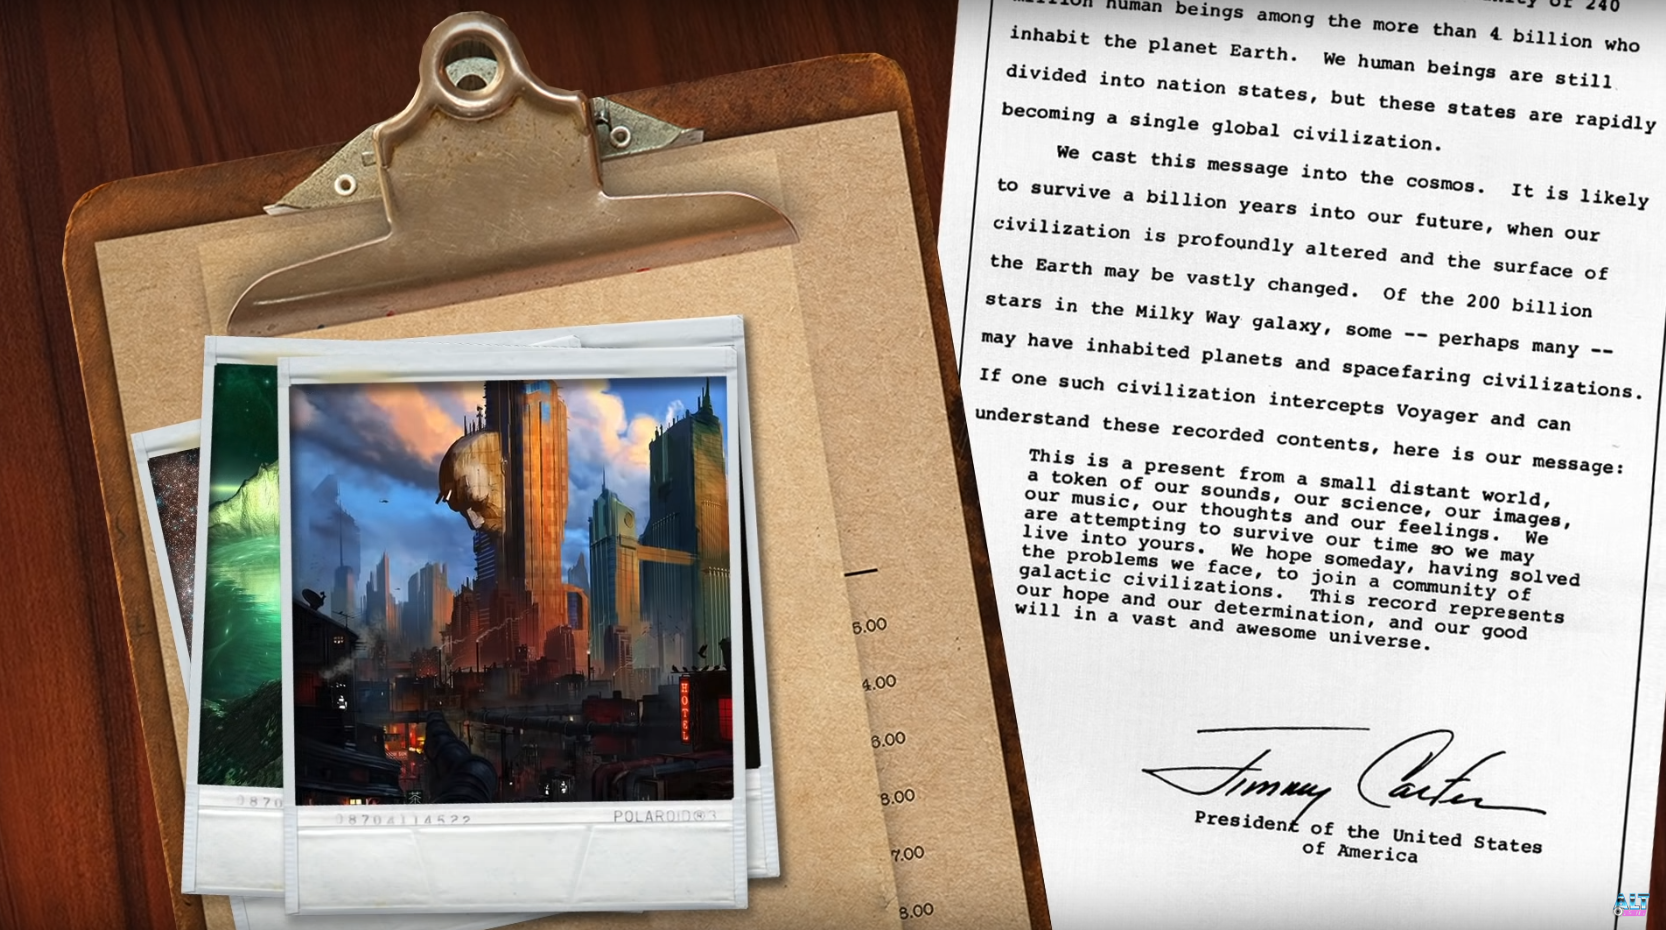 of 240
million human beings among the more than 4 billion who
inhabit the planet Earth. We human beings are still
divided into nation states, but these states are rapidly
becoming a single global civilization.
We cast this message into the cosmos. It is likely
to survive a billion years into our future, when our
civilization is profoundly altered and the surface of
the Earth may be vastly changed. Of the 200 billion
stars in the Milky Way galaxy, some -- perhaps many --
may have inhabited planets and spacefaring civilizations.
If one such civilization intercepts Voyager and can
understand these recorded contents, here is our message:
This is a present from a small distant world,
a token of our sounds, our science, our images,
our music, our thoughts and our feelings. We
are attempting to survive our time so we may
live into yours. We hope someday, having solved
the problems we face, to join a community of
galactic civilizations. This record represents
our hope and our determination, and our good
will in a vast and awesome universe.
Jimmy Carter
President of the United States
of America
5.00
4.00
6.00
8.00
7.00
8.00
HOTEL
茶
0870
08704114522
POLAROID®3
ALT